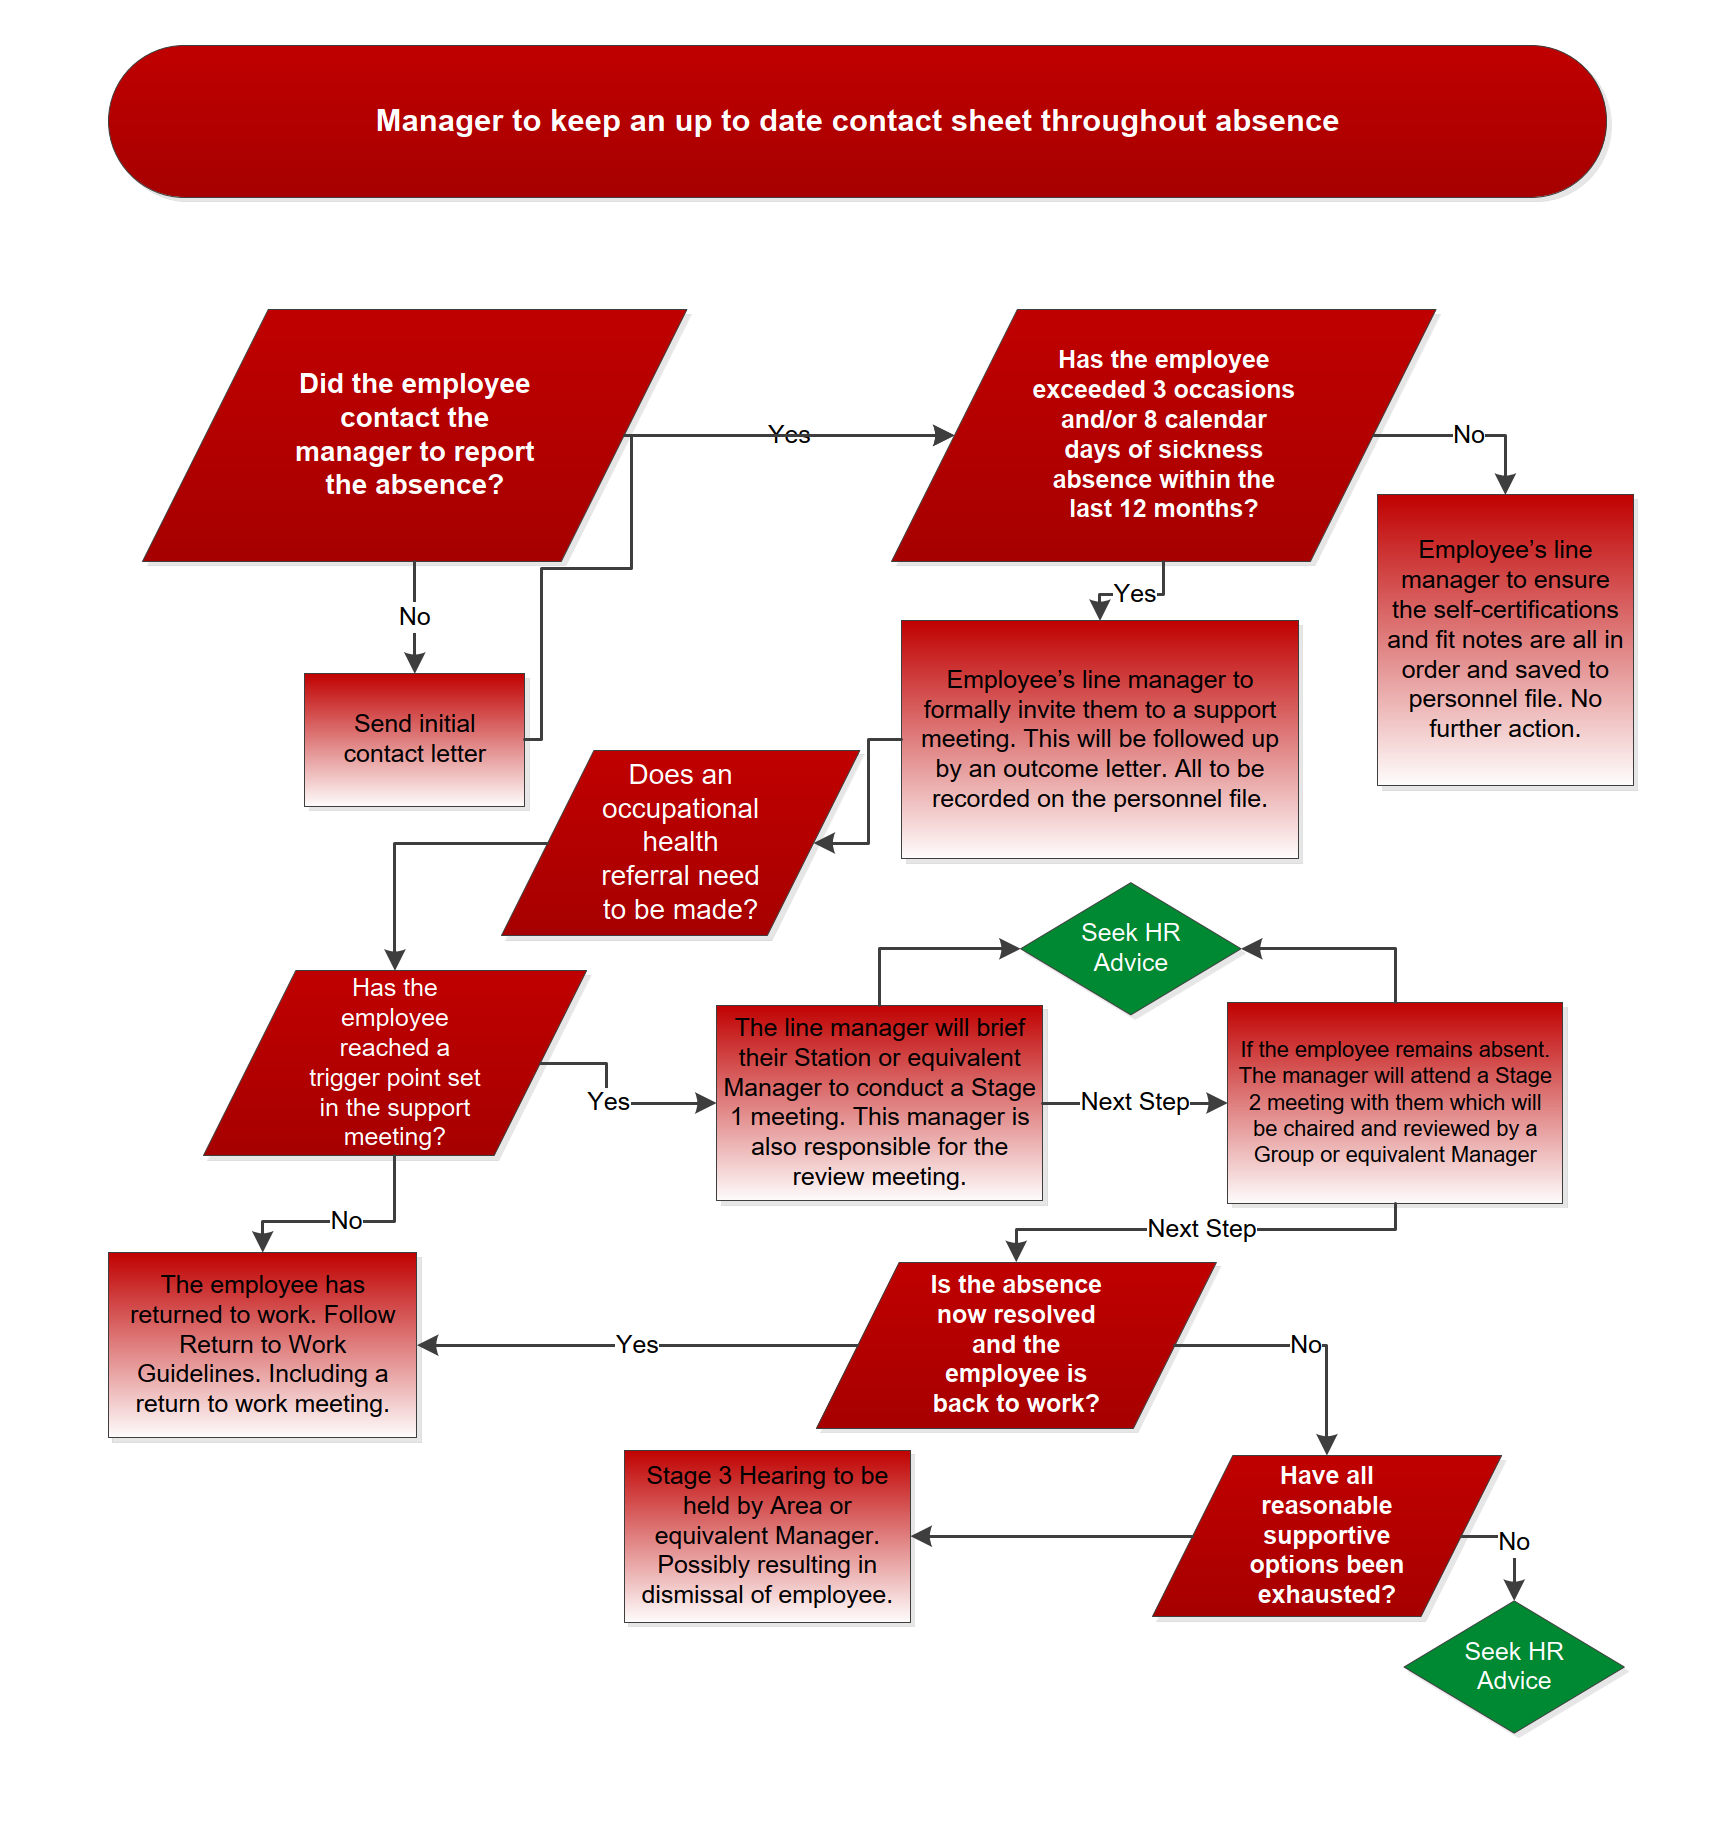 Manager to keep an up to date contact sheet throughout absence
Did the employee
contact the
manager to report
the absence?
Yes
Has the employee
exceeded 3 occasions
and/or 8 calendar
days of sickness
absence within the
last 12 months?
No
Employee’s line
manager to ensure
the self-certifications
and fit notes are all in
order and saved to
personnel file. No
further action.
No
Send initial
contact letter
Yes
Employee’s line manager to
formally invite them to a support
meeting. This will be followed up
by an outcome letter. All to be
recorded on the personnel file.
Does an
occupational
health
referral need
to be made?
Seek HR
Advice
Has the
employee
reached a
trigger point set
in the support
meeting?
Yes
The line manager will brief
their Station or equivalent
Manager to conduct a Stage
1 meeting. This manager is
also responsible for the
review meeting.
Next Step
If the employee remains absent.
The manager will attend a Stage
2 meeting with them which will
be chaired and reviewed by a
Group or equivalent Manager
No
Next Step
The employee has
returned to work. Follow
Return to Work
Guidelines. Including a
return to work meeting.
Yes
Is the absence
now resolved
and the
employee is
back to work?
No
Stage 3 Hearing to be
held by Area or
equivalent Manager.
Possibly resulting in
dismissal of employee.
Have all
reasonable
supportive
options been
exhausted?
No
Seek HR
Advice